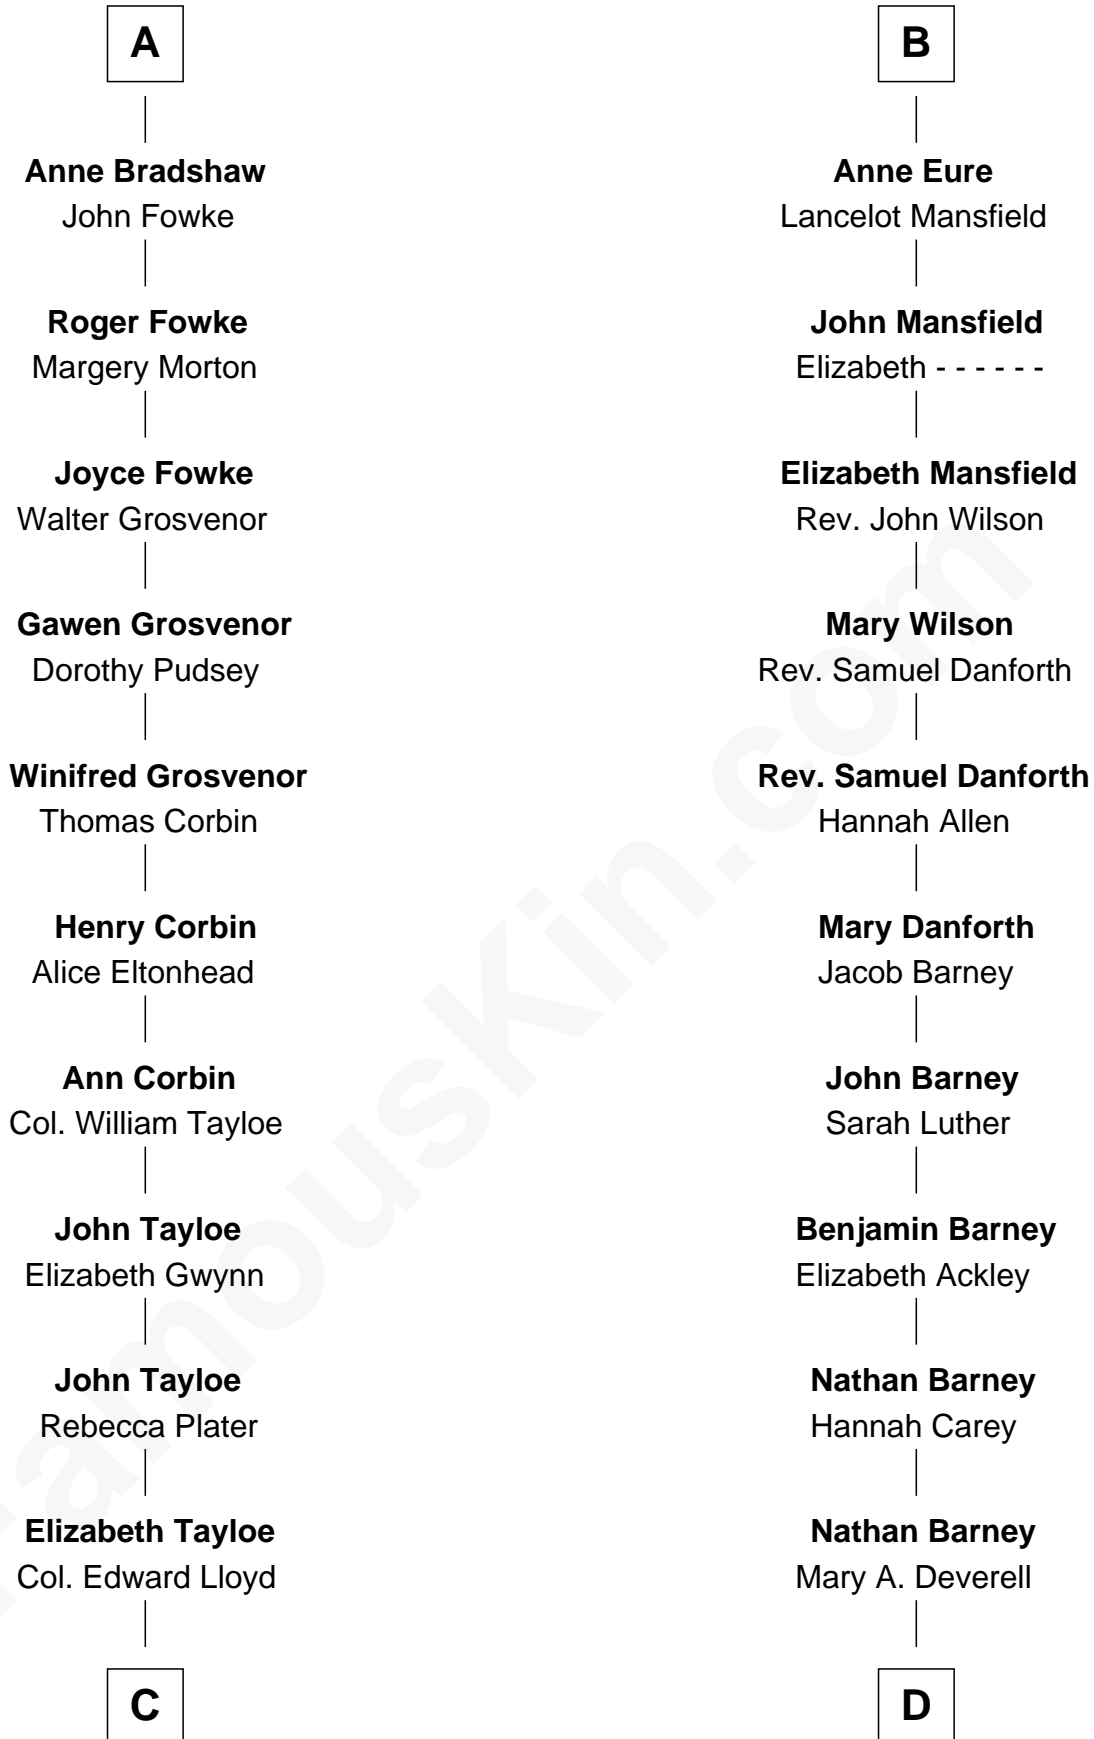 A
B
Anne Bradshaw
John Fowke
Anne Eure
Lancelot Mansfield
Roger Fowke
Margery Morton
John Mansfield
Elizabeth - - - - - -
Joyce Fowke
Walter Grosvenor
Elizabeth Mansfield
Rev. John Wilson
Gawen Grosvenor
Dorothy Pudsey
Mary Wilson
Rev. Samuel Danforth
Winifred Grosvenor
Thomas Corbin
Rev. Samuel Danforth
Hannah Allen
Henry Corbin
Alice Eltonhead
Mary Danforth
Jacob Barney
Ann Corbin
Col. William Tayloe
John Barney
Sarah Luther
John Tayloe
Elizabeth Gwynn
Benjamin Barney
Elizabeth Ackley
John Tayloe
Rebecca Plater
Nathan Barney
Hannah Carey
Elizabeth Tayloe
Col. Edward Lloyd
Nathan Barney
Mary A. Deverell
C
D
FamousKin.com